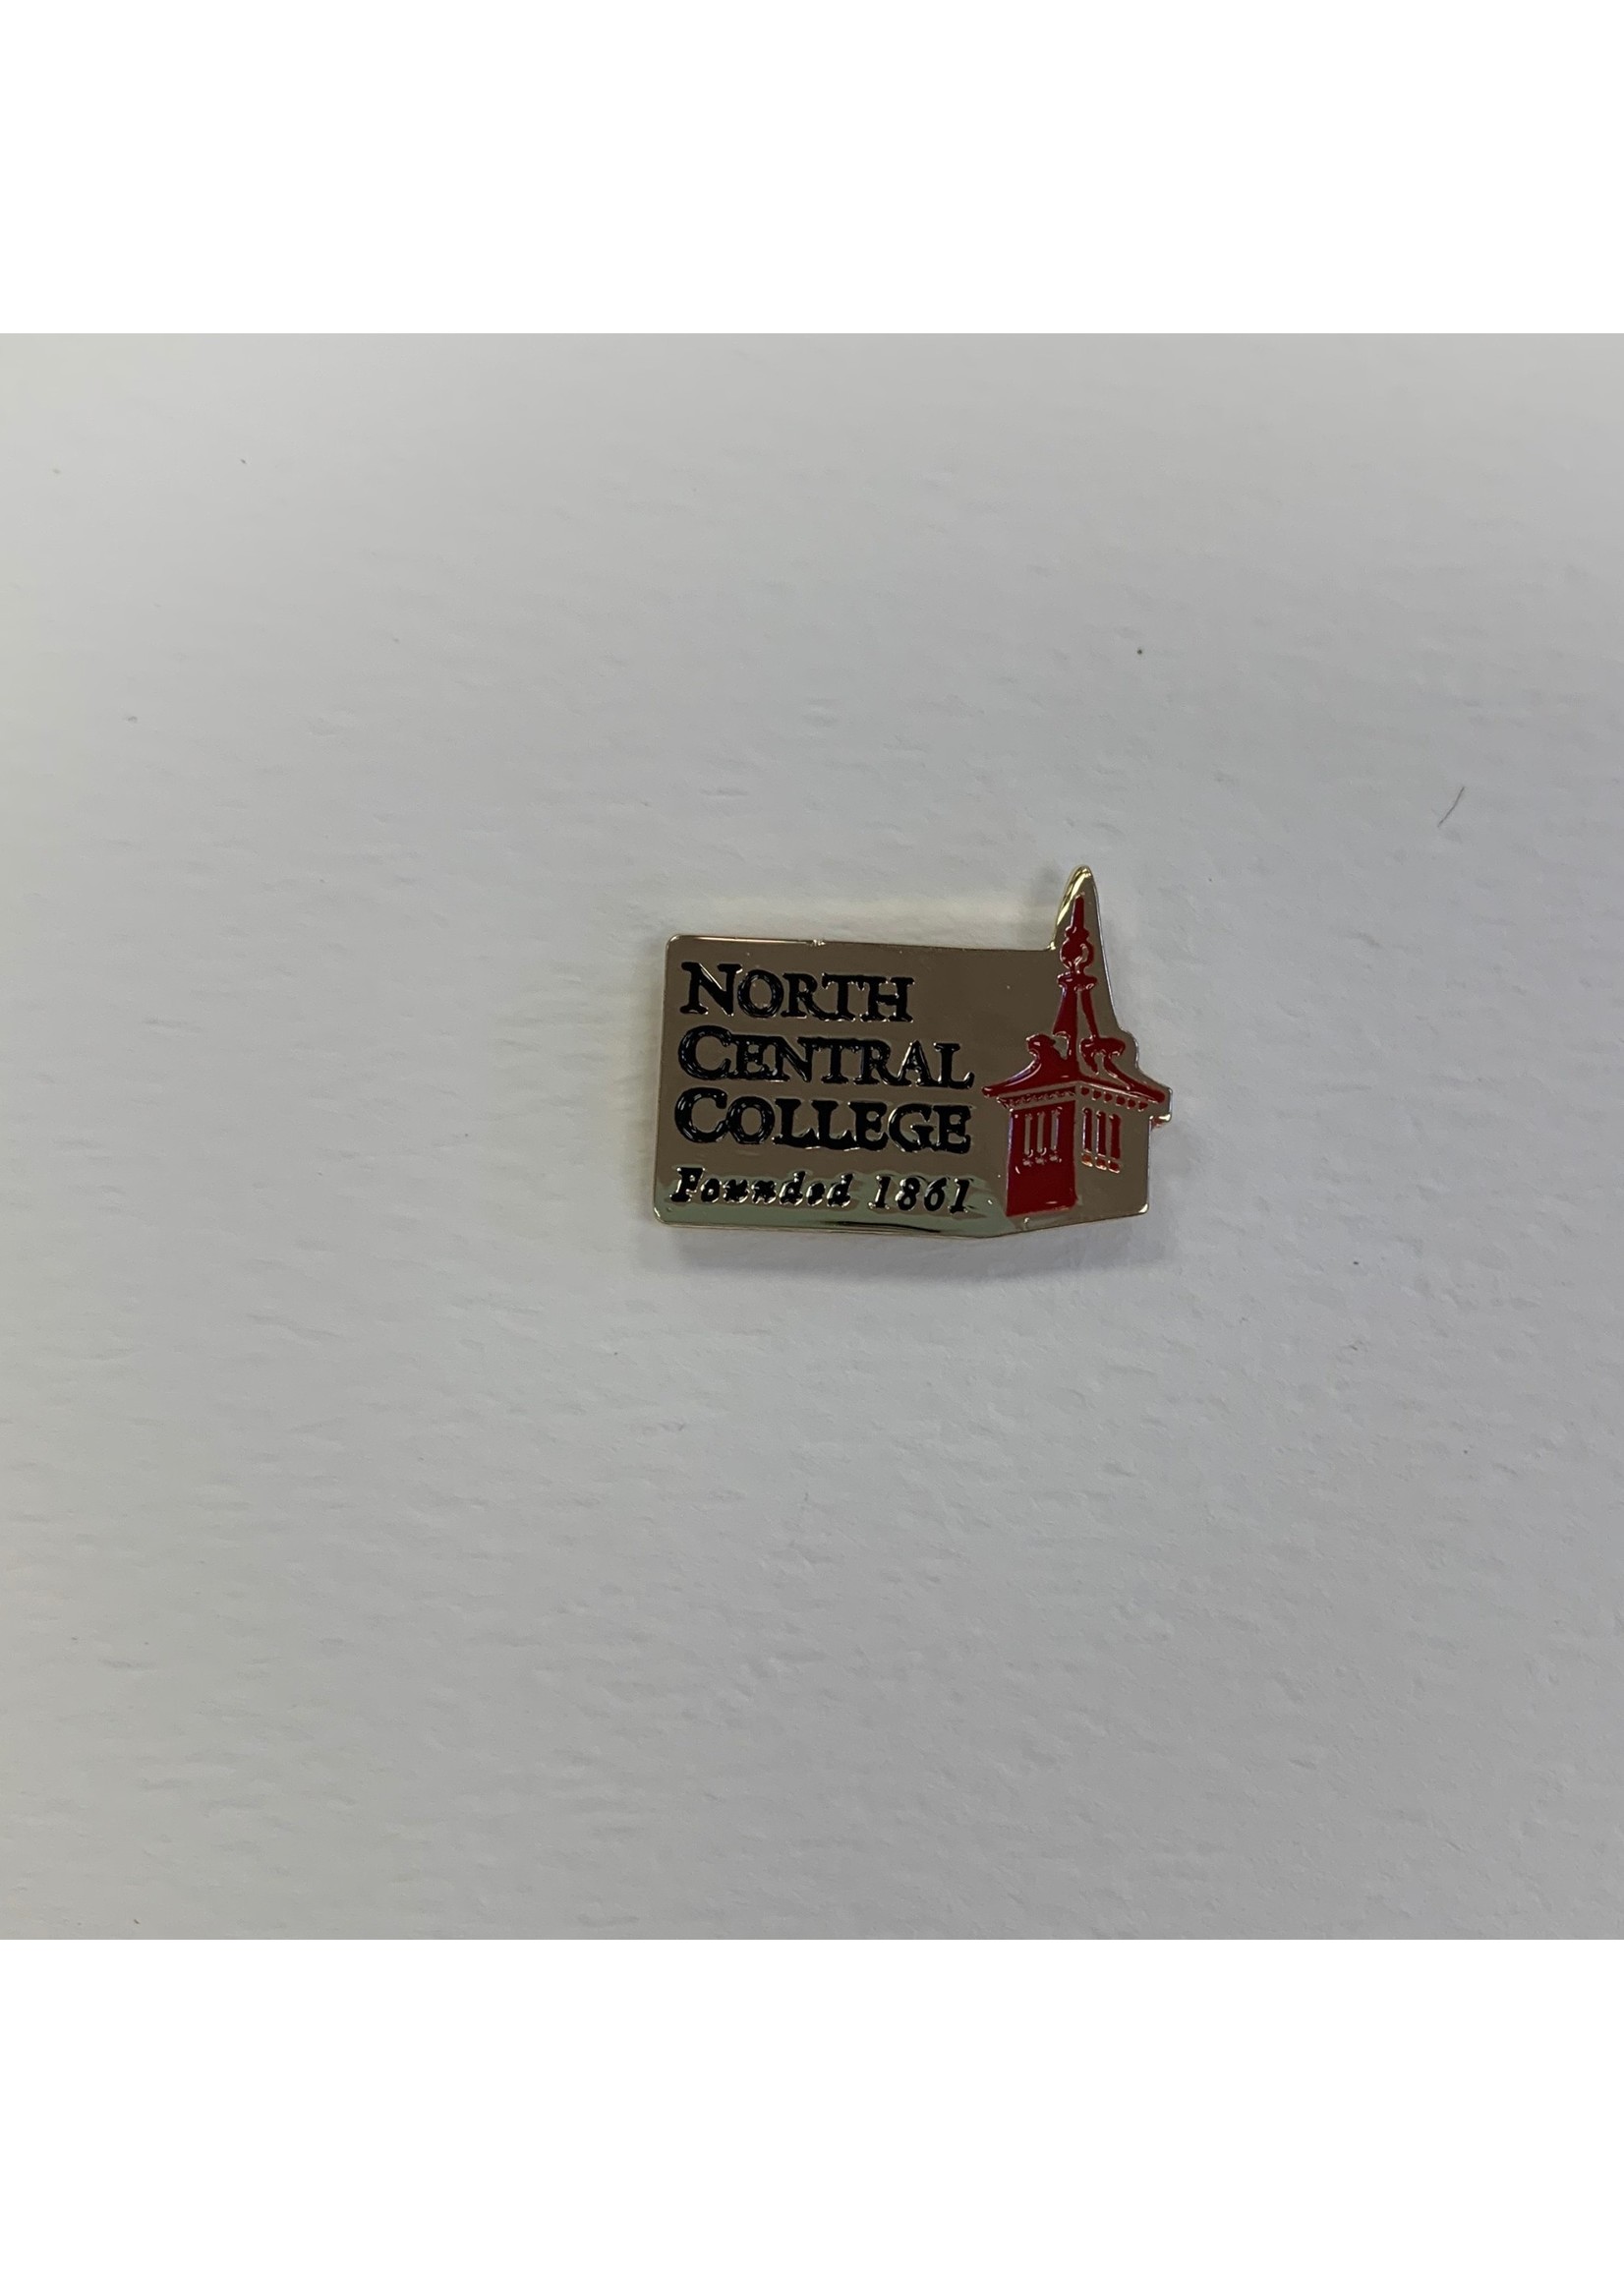 NORTH
CENTRAL
COLLEGE
Founded 1861